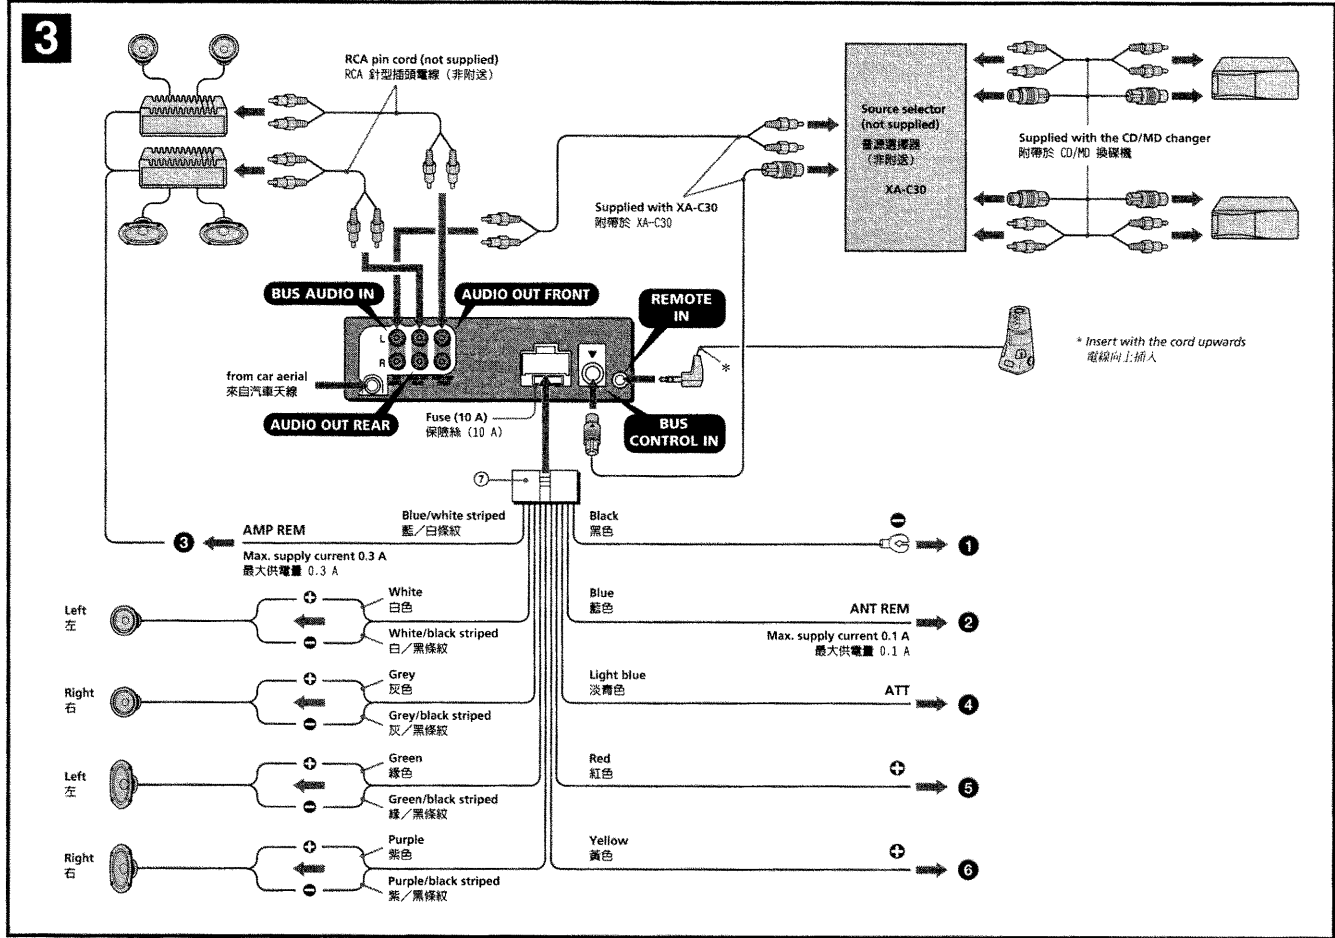 3
RCA pin cord (not supplied)
RCA 針型插頭電線（非附送）
Source selector
(not supplied)
音源選擇器
（非附送）
XA-C30
Supplied with the CD/MD changer
附帶於 CD/MD 換碟機
Supplied with XA-C30
附帶於 XA-C30
BUS AUDIO IN
AUDIO OUT FRONT
REMOTE
IN
* Insert with the cord upwards
電線向上插入
*
L
R
from car aerial
來自汽車天線
AUDIO OUT REAR
Fuse (10 A)
保險絲 (10 A)
BUS
CONTROL IN
⑦
Blue/white striped
藍／白條紋
Black
黑色
AMP REM
❸
Max. supply current 0.3 A
最大供電量 0.3 A
❶
Left
左
White
白色
White/black striped
白／黑條紋
Blue
藍色
ANT REM
❷
Max. supply current 0.1 A
最大供電量 0.1 A
Right
右
Grey
灰色
Grey/black striped
灰／黑條紋
Light blue
淡青色
ATT
❹
Left
左
Green
綠色
Green/black striped
綠／黑條紋
Red
紅色
❺
Right
右
Purple
紫色
Purple/black striped
紫／黑條紋
Yellow
黃色
❻